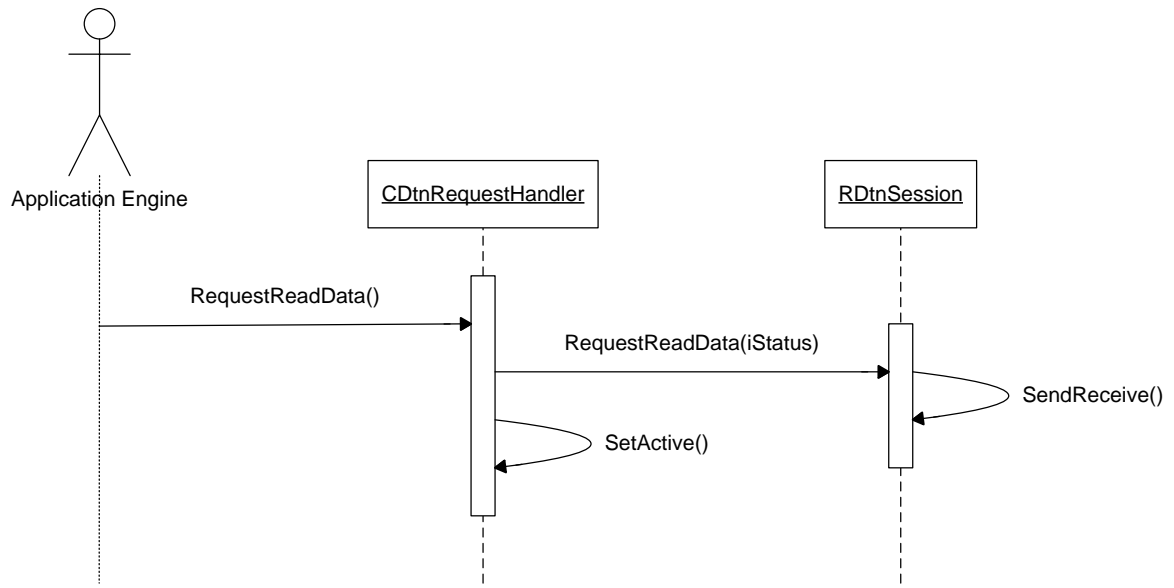 CDtnRequestHandler
RDtnSession
Application Engine
RequestReadData()
RequestReadData(iStatus)
SendReceive()
SetActive()